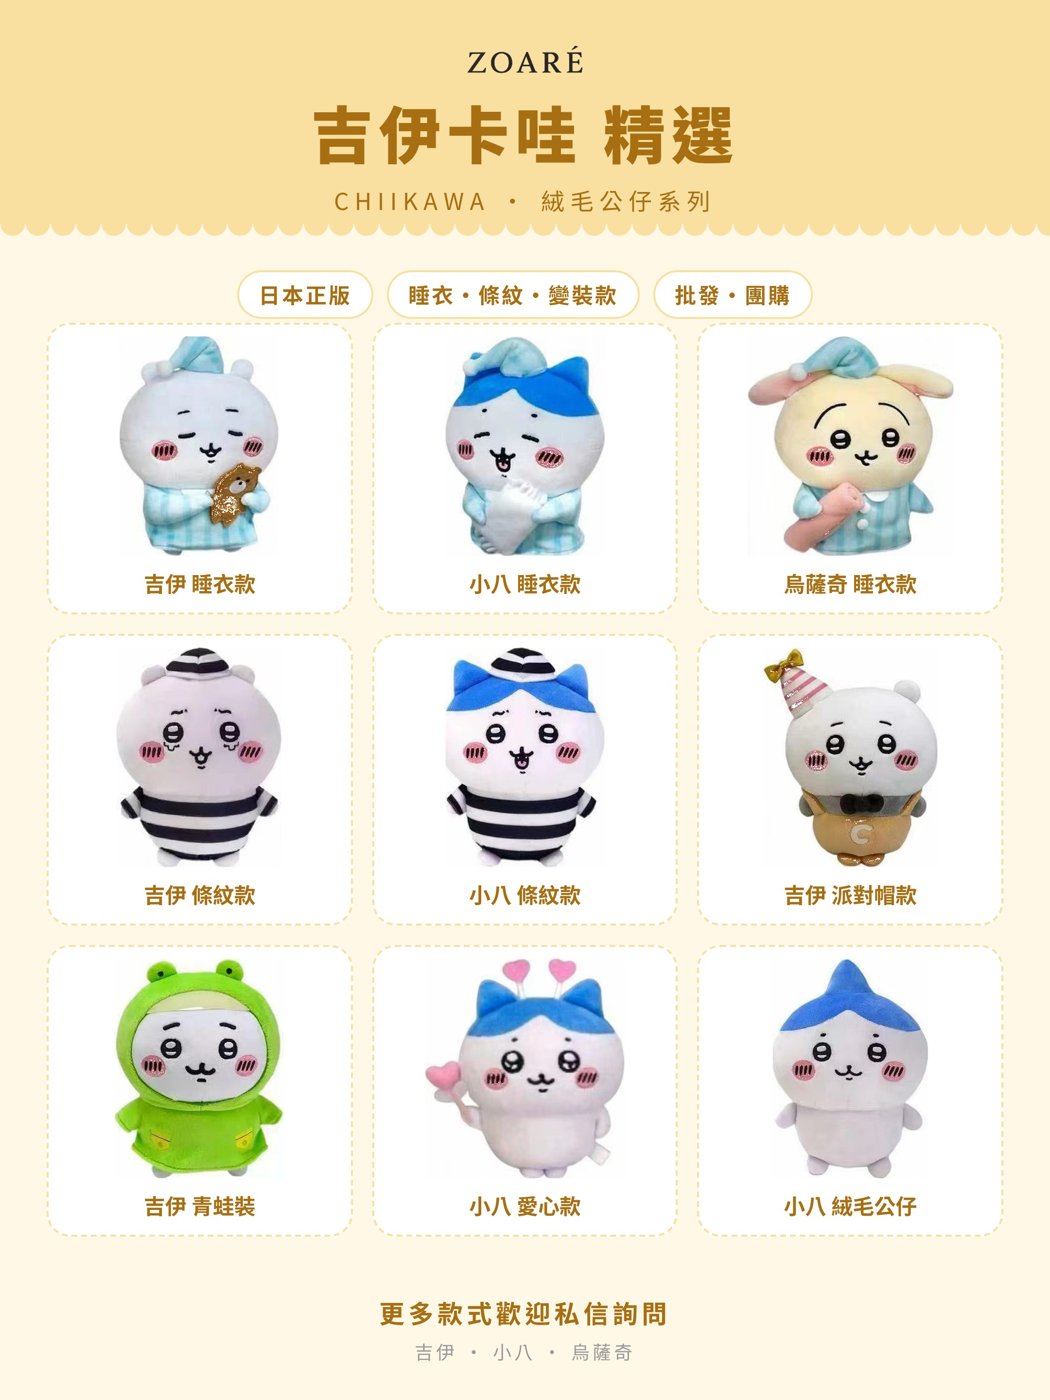 ZOARÉ
吉伊卡哇 精選
CHIIKAWA ・ 絨毛公仔系列
日本正版
睡衣・條紋・變裝款
批發・團購
吉伊 睡衣款
小八 睡衣款
烏薩奇 睡衣款
吉伊 條紋款
小八 條紋款
C
吉伊 派對帽款
吉伊 青蛙裝
小八 愛心款
小八 絨毛公仔
更多款式歡迎私信詢問
吉伊 ・ 小八 ・ 烏薩奇